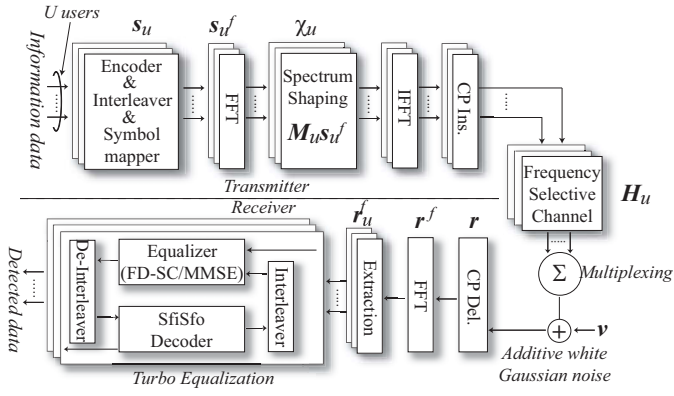 U users
s_u
s_u^f
χ_u
Information data
Encoder
&
Interleaver
&
Symbol
mapper
FFT
Spectrum
Shaping
M_u s_u^f
IFFT
CP Ins.
Frequency
Selective
Channel
H_u
Transmitter
Receiver
Σ
Multiplexing
v
Additive white
Gaussian noise
r
CP Del.
r^f
FFT
r_u^f
Extraction
Interleaver
Equalizer
(FD-SC/MMSE)
SfiSfo
Decoder
De-Interleaver
Detected data
Turbo Equalization